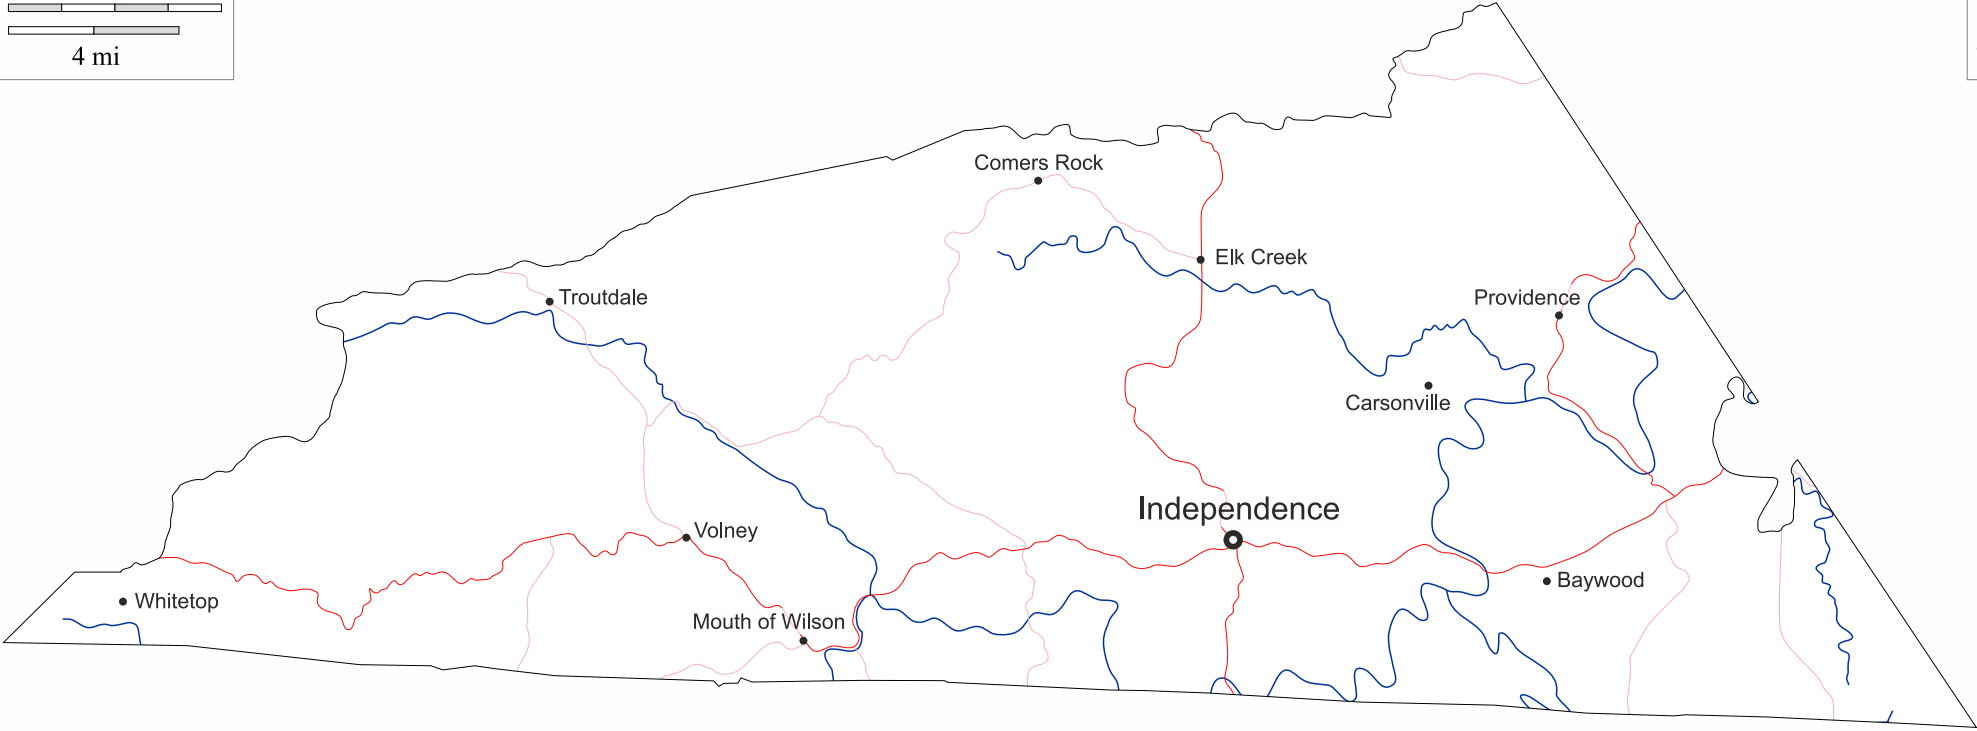 4 mi
Comers Rock
Elk Creek
Troutdale
Providence
Carsonville
Independence
Volney
Baywood
Whitetop
Mouth of Wilson